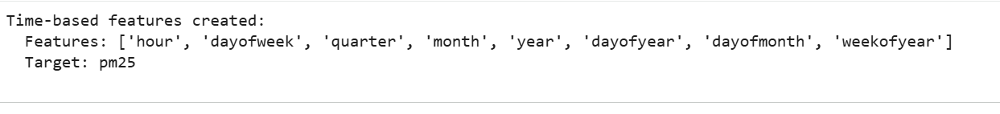 Time-based features created:
  Features: ['hour', 'dayofweek', 'quarter', 'month', 'year', 'dayofyear', 'dayofmonth', 'weekofyear']
  Target: pm25